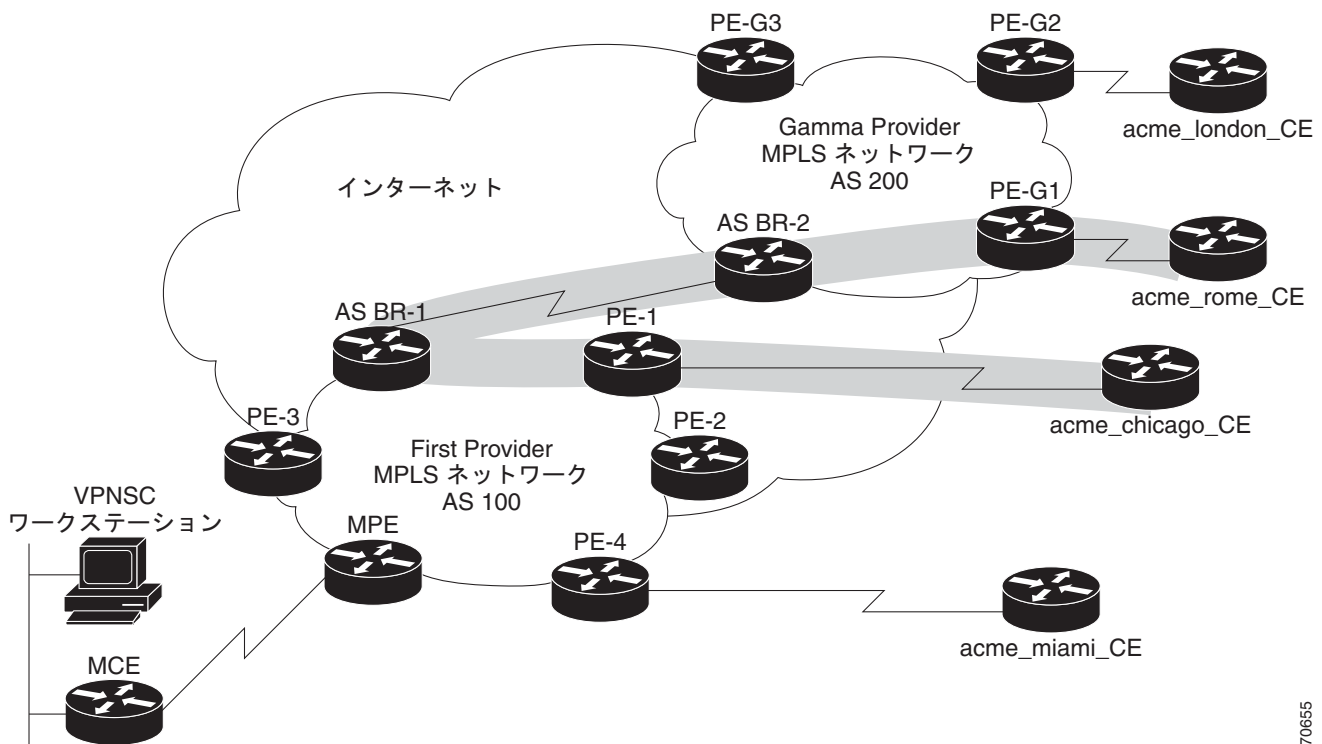 PE-G3
PE-G2
acme_london_CE
Gamma Provider
MPLS ネットワーク
AS 200
インターネット
PE-G1
AS BR-2
acme_rome_CE
AS BR-1
PE-1
acme_chicago_CE
PE-3
PE-2
First Provider
MPLS ネットワーク
AS 100
VPNSC
ワークステーション
MPE
PE-4
acme_miami_CE
MCE
70655